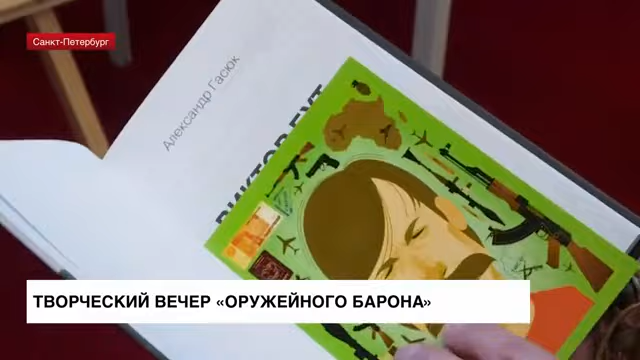 Санкт-Петербург
Александр Гасюк
ВИКТОР БУТ
ТВОРЧЕСКИЙ ВЕЧЕР «ОРУЖЕЙНОГО БАРОНА»